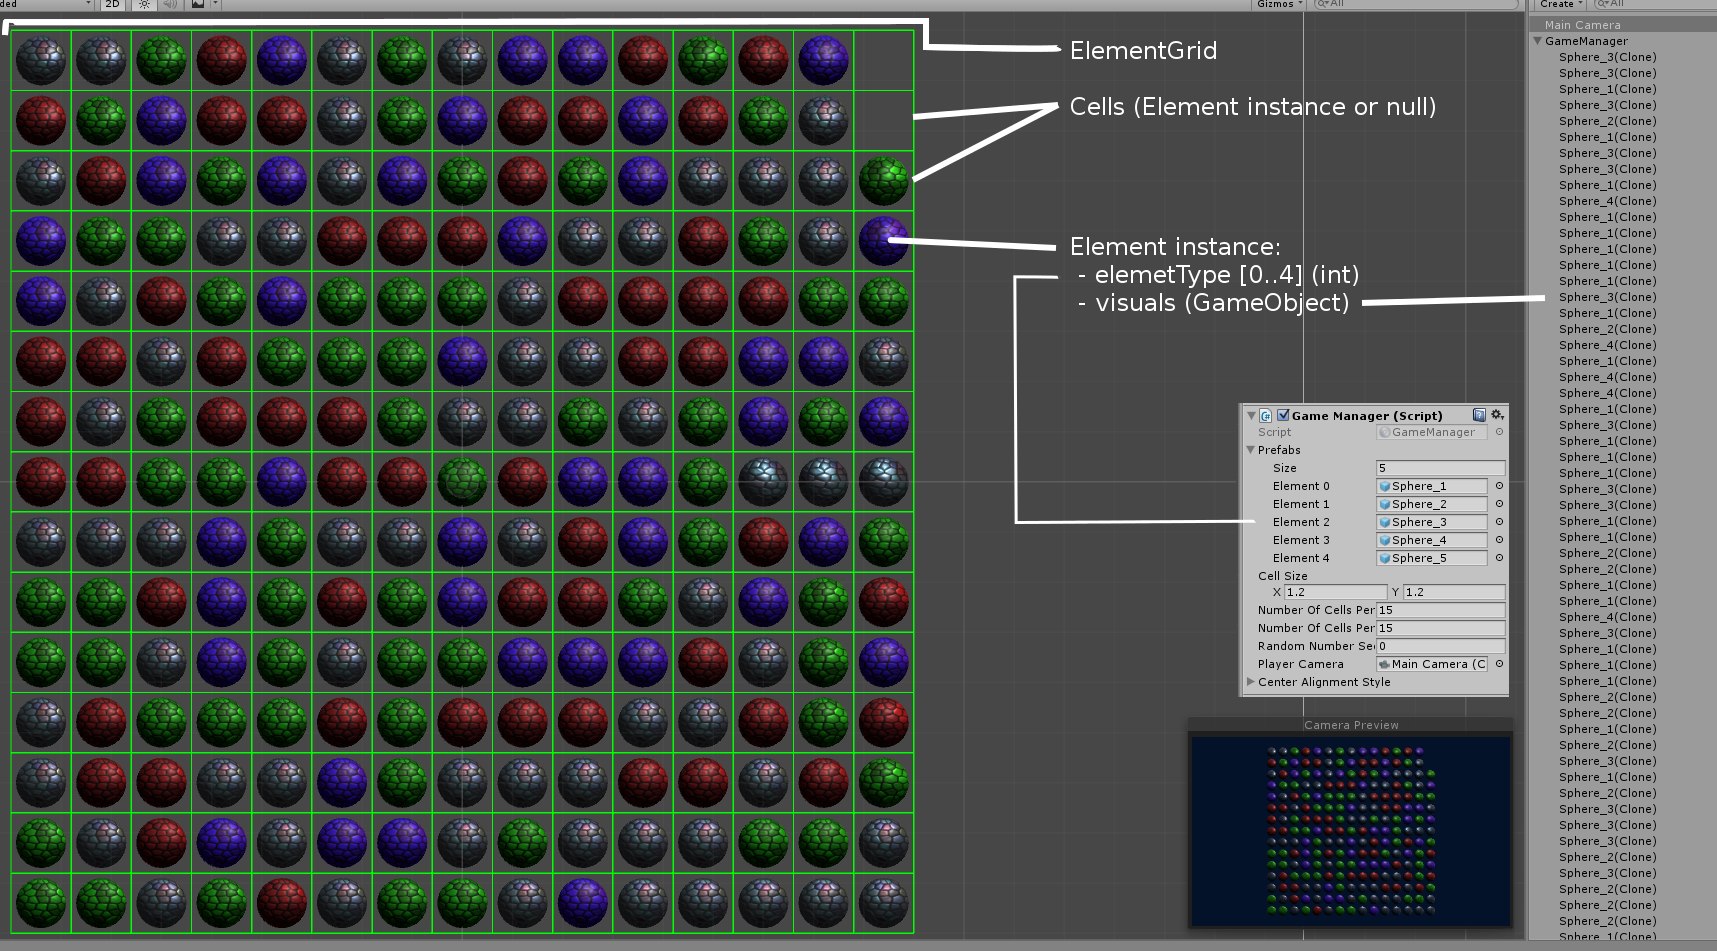 ded
2D
Gizmos
All
Create
All
ElementGrid
Cells (Element instance or null)
Element instance:
- elemetType [0..4] (int)
- visuals (GameObject)
Game Manager (Script)
Script GameManager
Prefabs
Size 5
Element 0 Sphere_1
Element 1 Sphere_2
Element 2 Sphere_3
Element 3 Sphere_4
Element 4 Sphere_5
Cell Size
X 1.2 Y 1.2
Number Of Cells Per 15
Number Of Cells Per 15
Random Number See 0
Player Camera Main Camera (C
Center Alignment Style
Camera Preview
Main Camera
GameManager
Sphere_3(Clone)
Sphere_3(Clone)
Sphere_1(Clone)
Sphere_3(Clone)
Sphere_2(Clone)
Sphere_1(Clone)
Sphere_3(Clone)
Sphere_3(Clone)
Sphere_1(Clone)
Sphere_4(Clone)
Sphere_1(Clone)
Sphere_1(Clone)
Sphere_1(Clone)
Sphere_1(Clone)
Sphere_1(Clone)
Sphere_3(Clone)
Sphere_1(Clone)
Sphere_2(Clone)
Sphere_4(Clone)
Sphere_1(Clone)
Sphere_4(Clone)
Sphere_4(Clone)
Sphere_1(Clone)
Sphere_3(Clone)
Sphere_1(Clone)
Sphere_1(Clone)
Sphere_1(Clone)
Sphere_3(Clone)
Sphere_3(Clone)
Sphere_1(Clone)
Sphere_1(Clone)
Sphere_2(Clone)
Sphere_2(Clone)
Sphere_1(Clone)
Sphere_1(Clone)
Sphere_4(Clone)
Sphere_3(Clone)
Sphere_1(Clone)
Sphere_1(Clone)
Sphere_1(Clone)
Sphere_2(Clone)
Sphere_2(Clone)
Sphere_1(Clone)
Sphere_2(Clone)
Sphere_3(Clone)
Sphere_1(Clone)
Sphere_2(Clone)
Sphere_3(Clone)
Sphere_3(Clone)
Sphere_3(Clone)
Sphere_2(Clone)
Sphere_3(Clone)
Sphere_2(Clone)
Sphere_2(Clone)
Sphere_2(Clone)
Sphere_1(Clone)